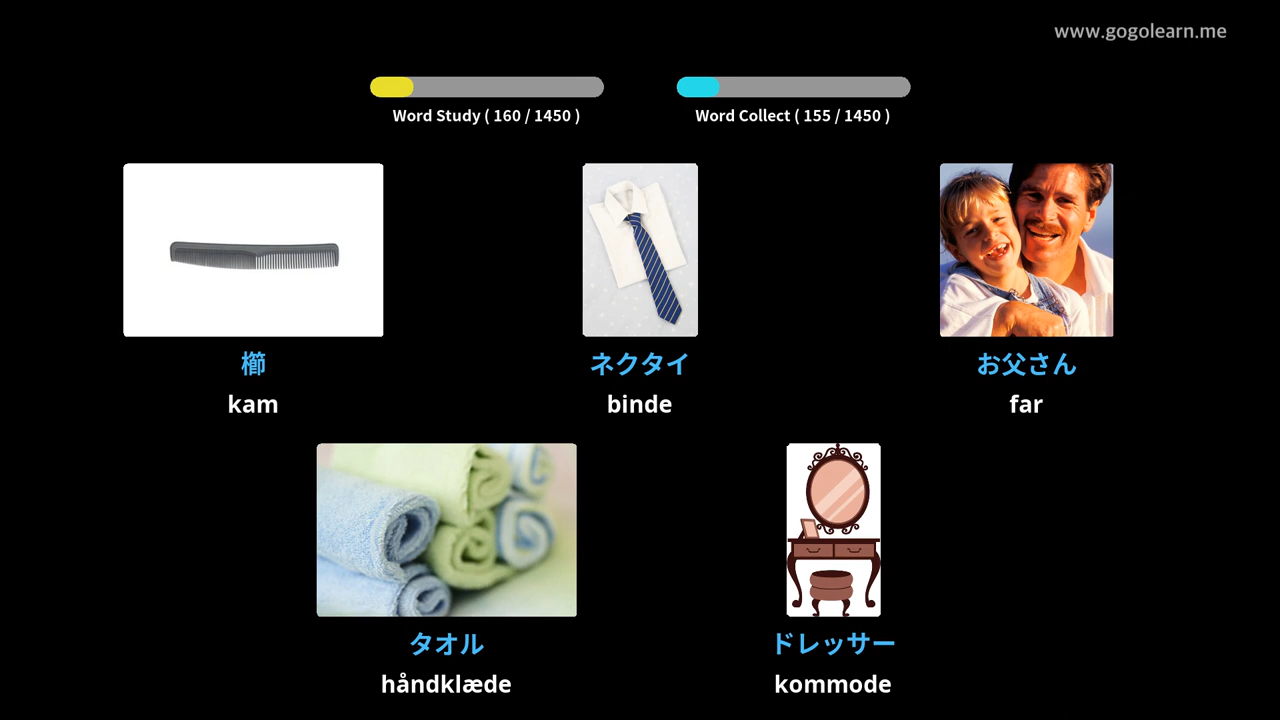 www.gogolearn.me
Word Study ( 160 / 1450 )
Word Collect ( 155 / 1450 )
櫛
ネクタイ
お父さん
kam
binde
far
タオル
ドレッサー
håndklæde
kommode